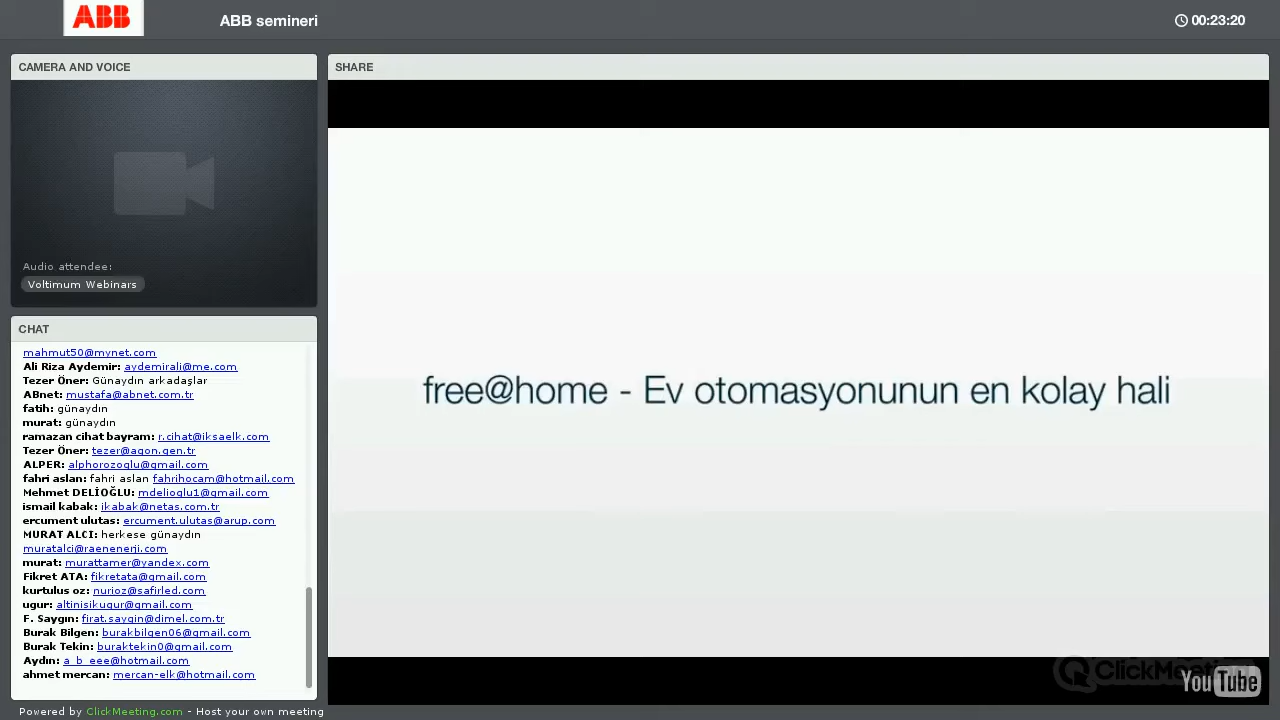 ABB
ABB semineri
00:23:20
CAMERA AND VOICE
Audio attendee:
Voltimum Webinars
CHAT
mahmut50@mynet.com
Ali Riza Aydemir: aydemirali@me.com
Tezer Öner: Günaydın arkadaşlar
ABnet: mustafa@abnet.com.tr
fatih: günaydın
murat: günaydın
ramazan cihat bayram: r.cihat@iksaelk.com
Tezer Öner: tezer@agon.gen.tr
ALPER: alphorozoglu@gmail.com
fahri aslan: fahri aslan fahrihocam@hotmail.com
Mehmet DELİOĞLU: mdelioglu1@gmail.com
ismail kabak: ikabak@netas.com.tr
ercument ulutas: ercument.ulutas@arup.com
MURAT ALCI: herkese günaydın
muratalci@raenenerji.com
murat: murattamer@yandex.com
Fikret ATA: fikretata@gmail.com
kurtulus oz: nurioz@safirled.com
ugur: altinisikugur@gmail.com
F. Saygın: firat.saygin@dimel.com.tr
Burak Bilgen: burakbilgen06@gmail.com
Burak Tekin: buraktekin0@gmail.com
Aydın: a_b_eee@hotmail.com
ahmet mercan: mercan-elk@hotmail.com
Powered by ClickMeeting.com - Host your own meeting
SHARE
free@home - Ev otomasyonunun en kolay hali
ClickMeeting
YouTube